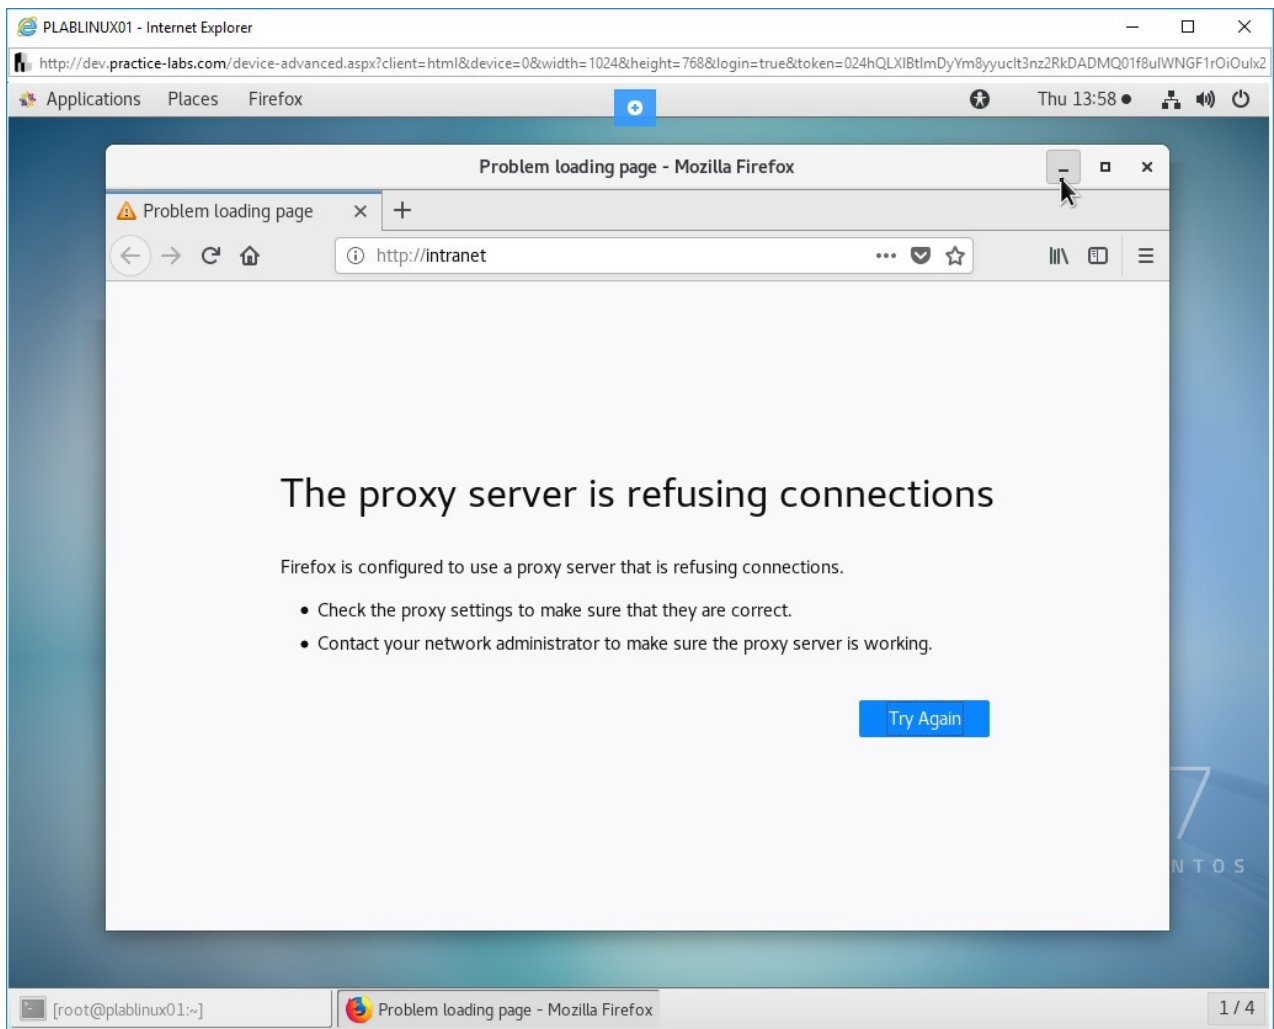 PLABLINUX01 - Internet Explorer
http://dev.practice-labs.com/device-advanced.aspx?client=html&device=0&width=1024&height=768&login=true&token=024hQLXIBtImDyYm8yyuclt3nz2RkDADMQ01f8uIWNGF1rOiOulx2
Applications Places Firefox Thu 13:58
Problem loading page - Mozilla Firefox
Problem loading page
http://intranet
The proxy server is refusing connections
Firefox is configured to use a proxy server that is refusing connections.
• Check the proxy settings to make sure that they are correct.
• Contact your network administrator to make sure the proxy server is working.
Try Again
7
NTOS
[root@plablinux01:~] Problem loading page - Mozilla Firefox 1 / 4